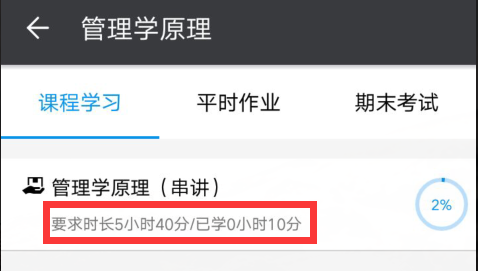 管理学原理
课程学习 平时作业 期末考试
管理学原理（串讲）
2%
要求时长5小时40分/已学0小时10分